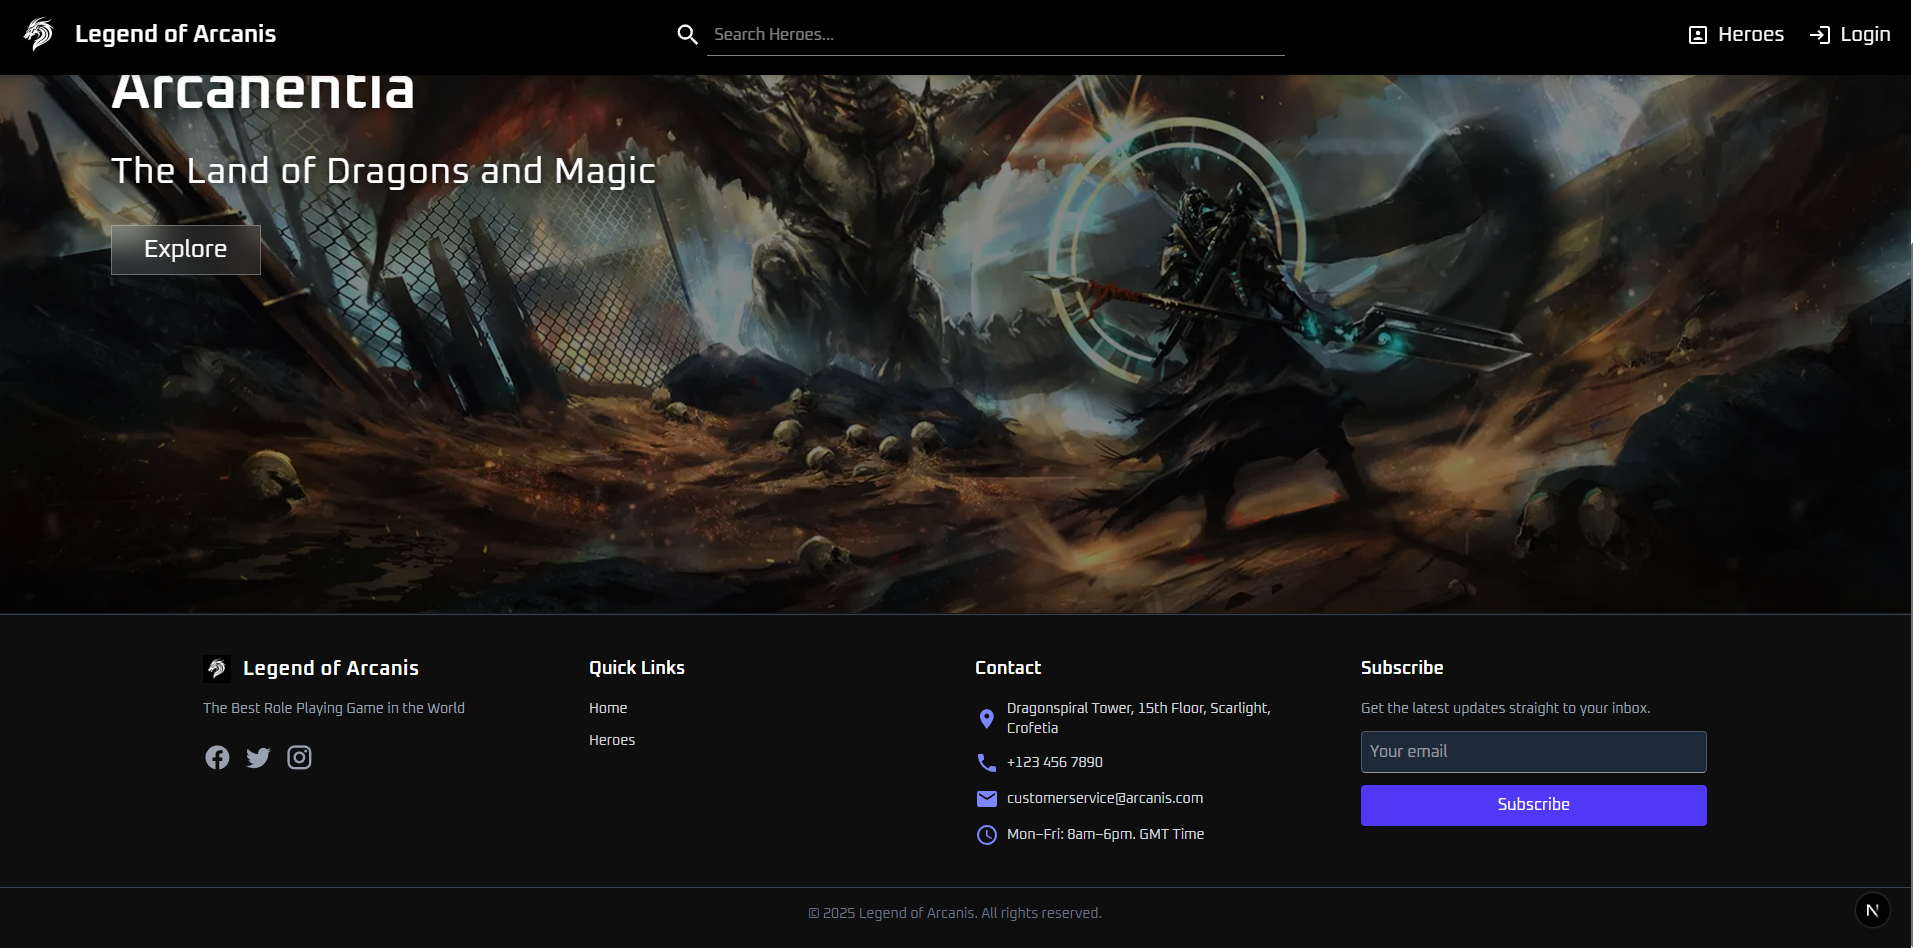 Legend of Arcanis
Search Heroes...
Heroes
Login
Arcanentia
The Land of Dragons and Magic
Explore
Legend of Arcanis
The Best Role Playing Game in the World
Quick Links
Home
Heroes
Contact
Dragonspiral Tower, 15th Floor, Scarlight,
Crofetia
+123 456 7890
customerservice@arcanis.com
Mon–Fri: 8am–6pm. GMT Time
Subscribe
Get the latest updates straight to your inbox.
Your email
Subscribe
© 2025 Legend of Arcanis. All rights reserved.
N